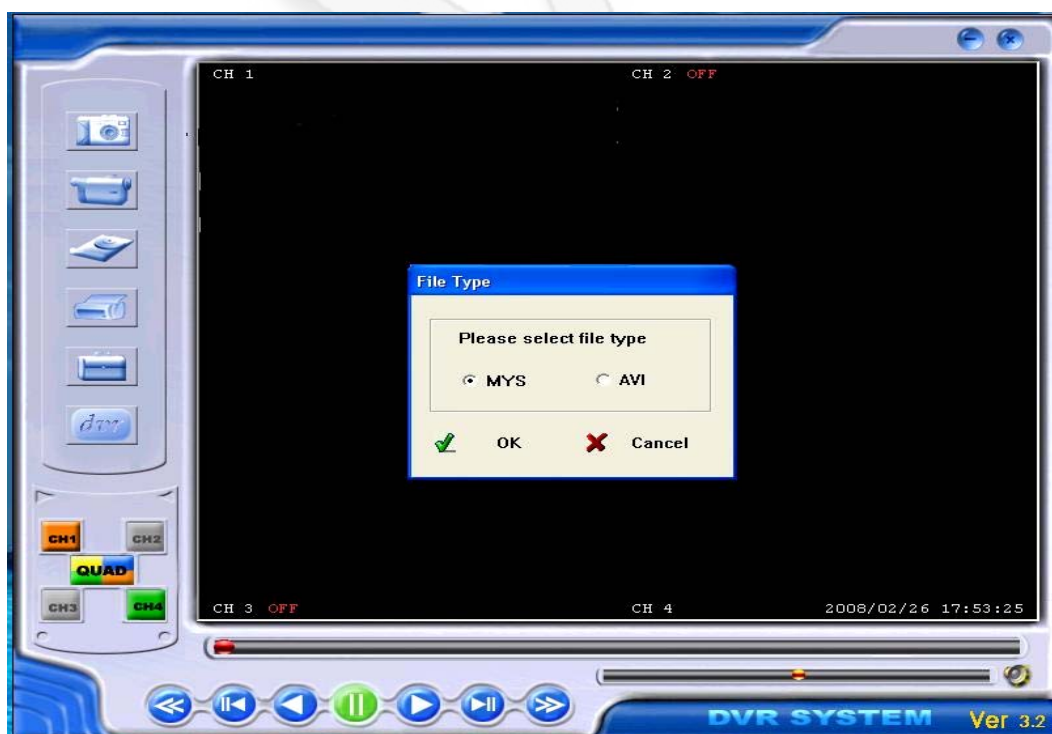 CH 1
CH 2 OFF
File Type
Please select file type
MYS
AVI
OK
Cancel
dvr
CH1
CH2
QUAD
CH3
CH4
CH 3 OFF
CH 4
2008/02/26 17:53:25
DVR SYSTEM
Ver 3.2